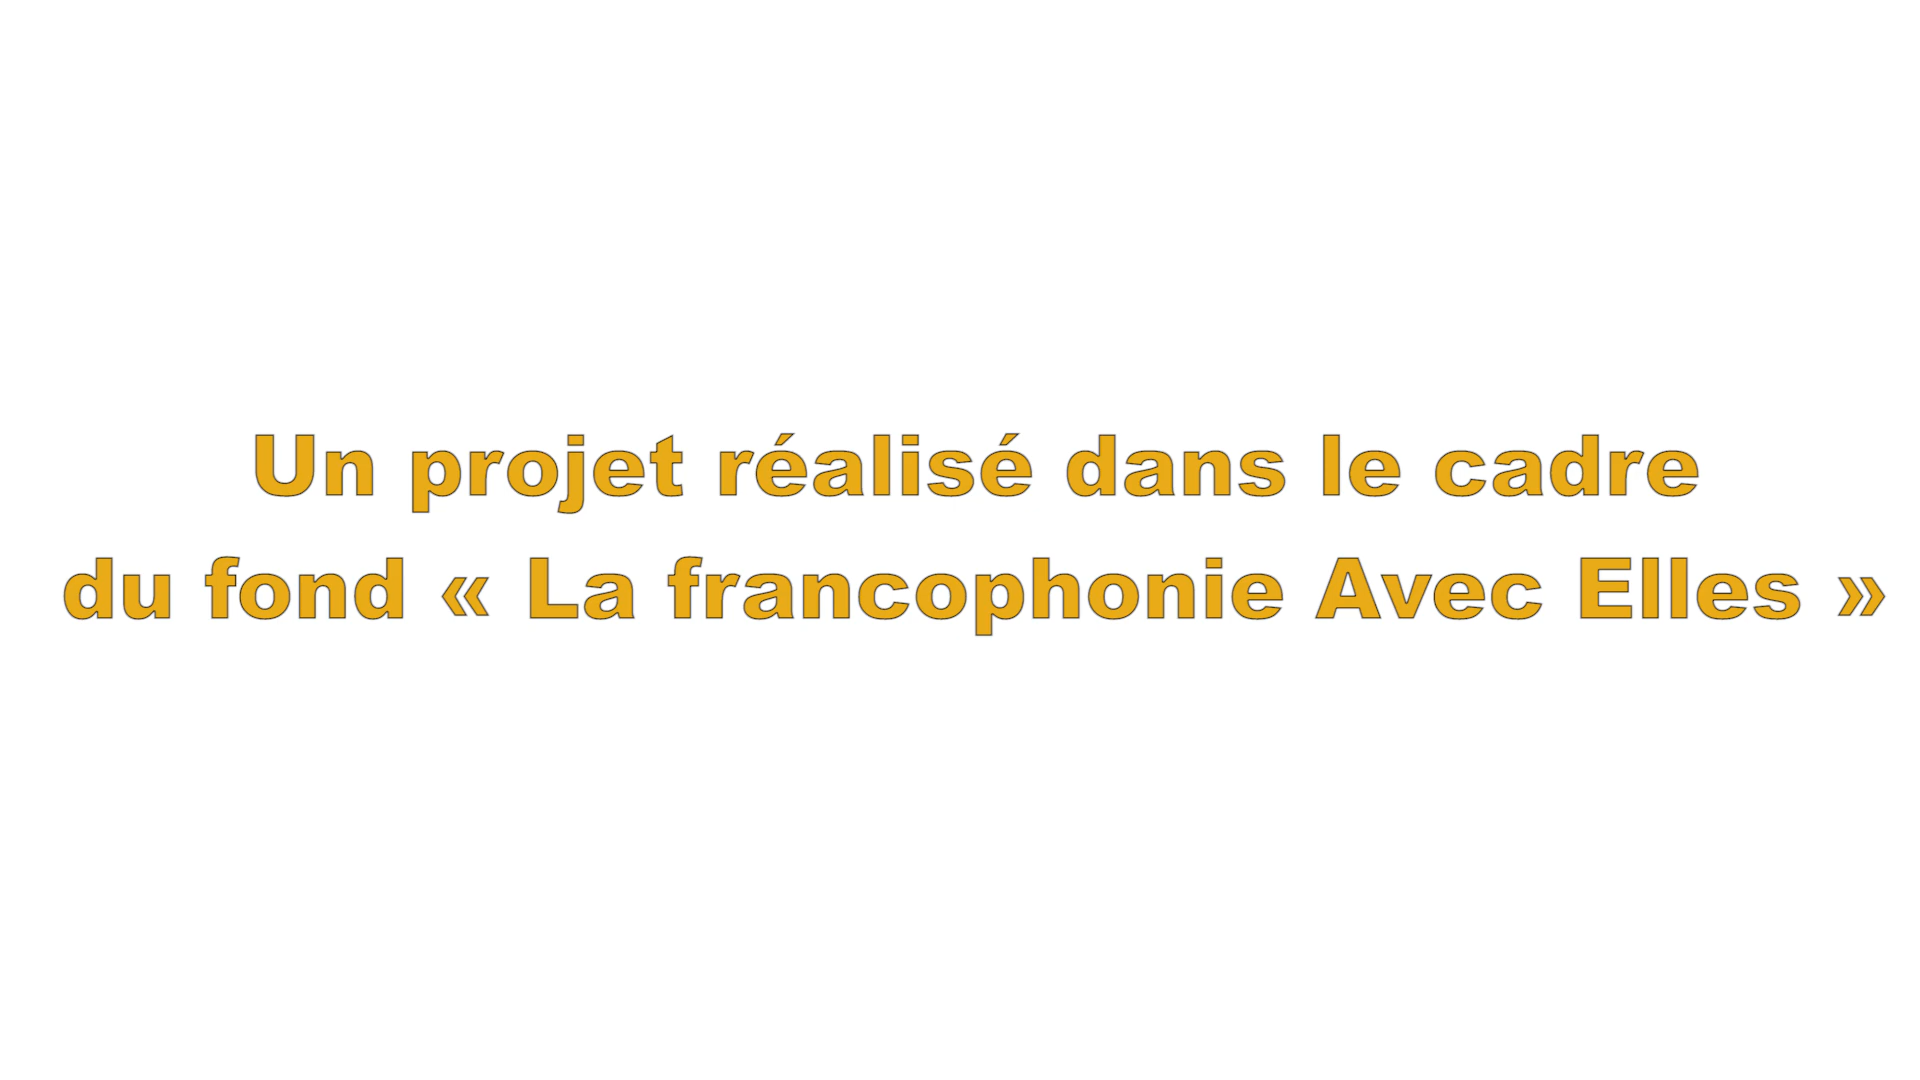 Un projet réalisé dans le cadre
du fond « La francophonie Avec Elles »